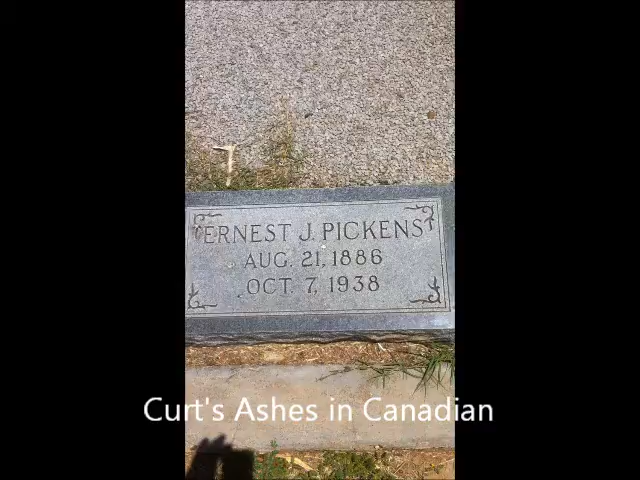 ERNEST J. PICKENS
AUG. 21, 1886
OCT. 7, 1938
Curt's Ashes in Canadian